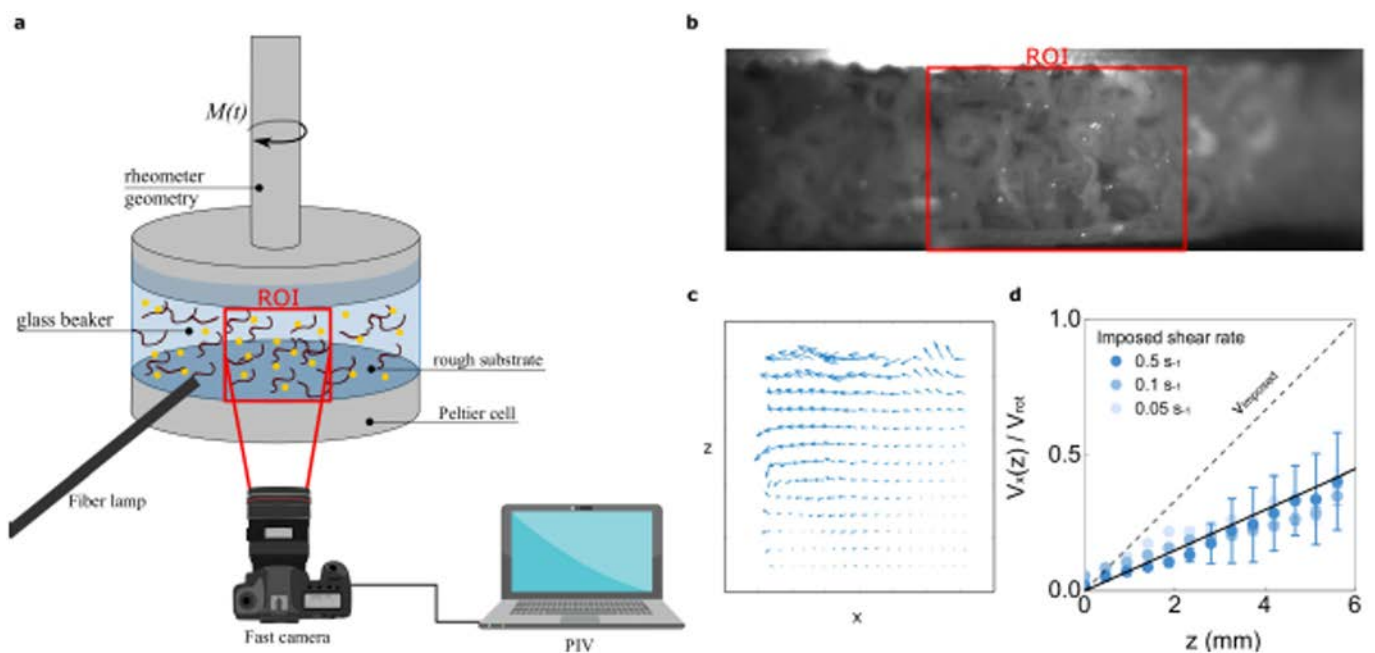 a
M(t)
rheometer
geometry
ROI
glass beaker
rough substrate
Peltier cell
Fiber lamp
Fast camera
PIV
b
ROI
c
z
x
d
Vx(z) / Vrot
1.0
0.5
0.0
Imposed shear rate
0.5 s-1
0.1 s-1
0.05 s-1
vimposed
0
2
4
6
z (mm)